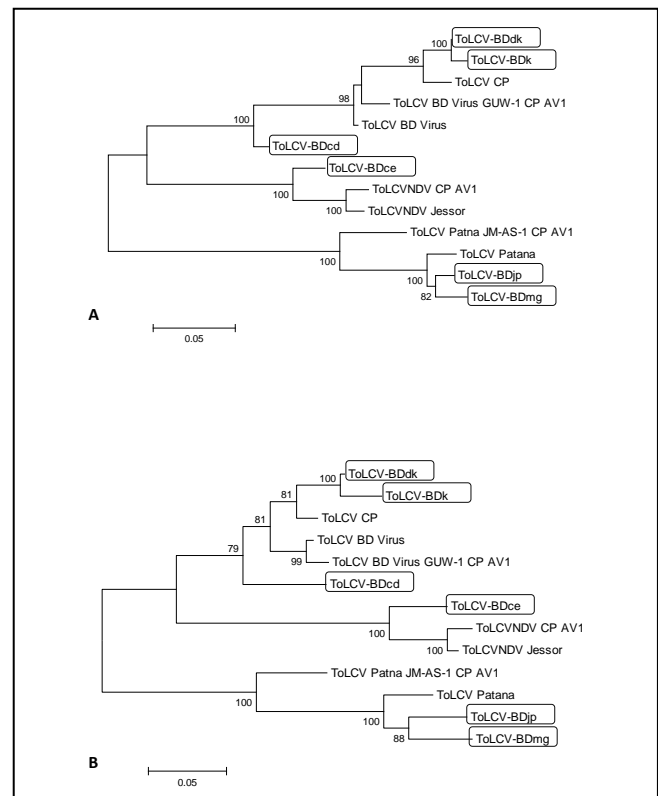 100
ToLCV-BDdk
96
ToLCV-BDk
ToLCV CP
98
ToLCV BD Virus GUW-1 CP AV1
100
ToLCV BD Virus
ToLCV-BDcd
ToLCV-BDce
ToLCVNDV CP AV1
100
100
ToLCVNDV Jessor
ToLCV Patna JM-AS-1 CP AV1
100
ToLCV Patana
100
ToLCV-BDjp
82
ToLCV-BDmg
A
0.05
100
ToLCV-BDdk
81
ToLCV-BDk
81
ToLCV CP
79
ToLCV BD Virus
99
ToLCV BD Virus GUW-1 CP AV1
ToLCV-BDcd
ToLCV-BDce
100
ToLCVNDV CP AV1
100
ToLCVNDV Jessor
ToLCV Patna JM-AS-1 CP AV1
100
ToLCV Patana
100
ToLCV-BDjp
88
ToLCV-BDmg
B
0.05